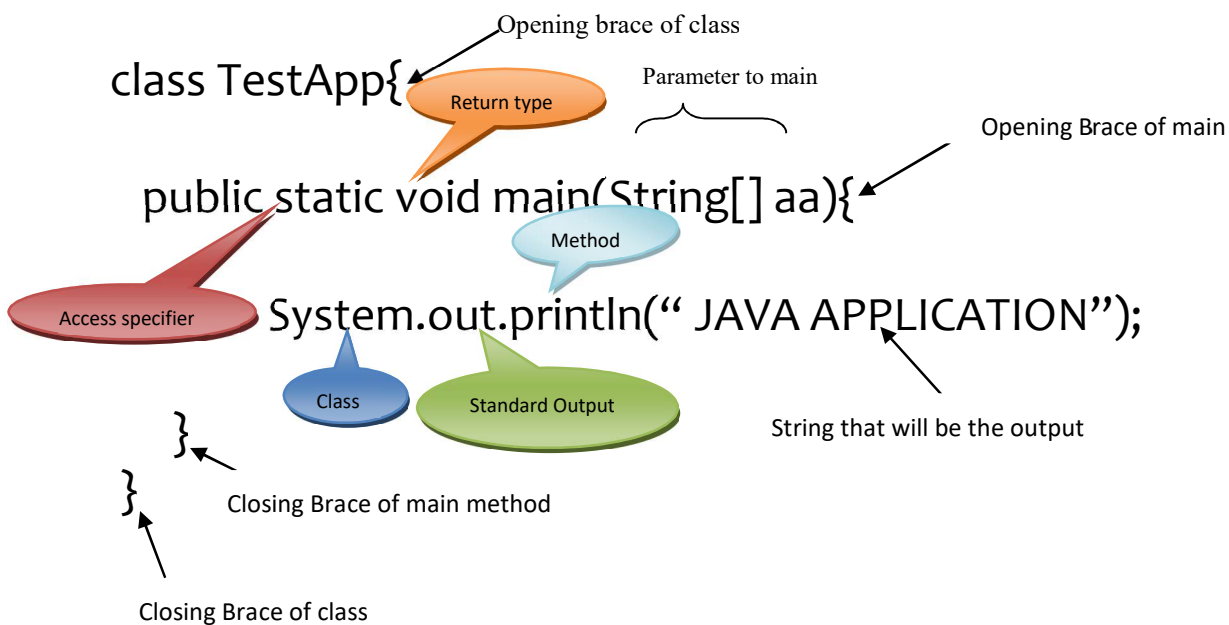 Opening brace of class
class TestApp{
Return type
Parameter to main
Opening Brace of main
public static void main(String[] aa){
Method
Access specifier
System.out.println(“ JAVA APPLICATION”);
Class
Standard Output
String that will be the output
}
Closing Brace of main method
}
Closing Brace of class